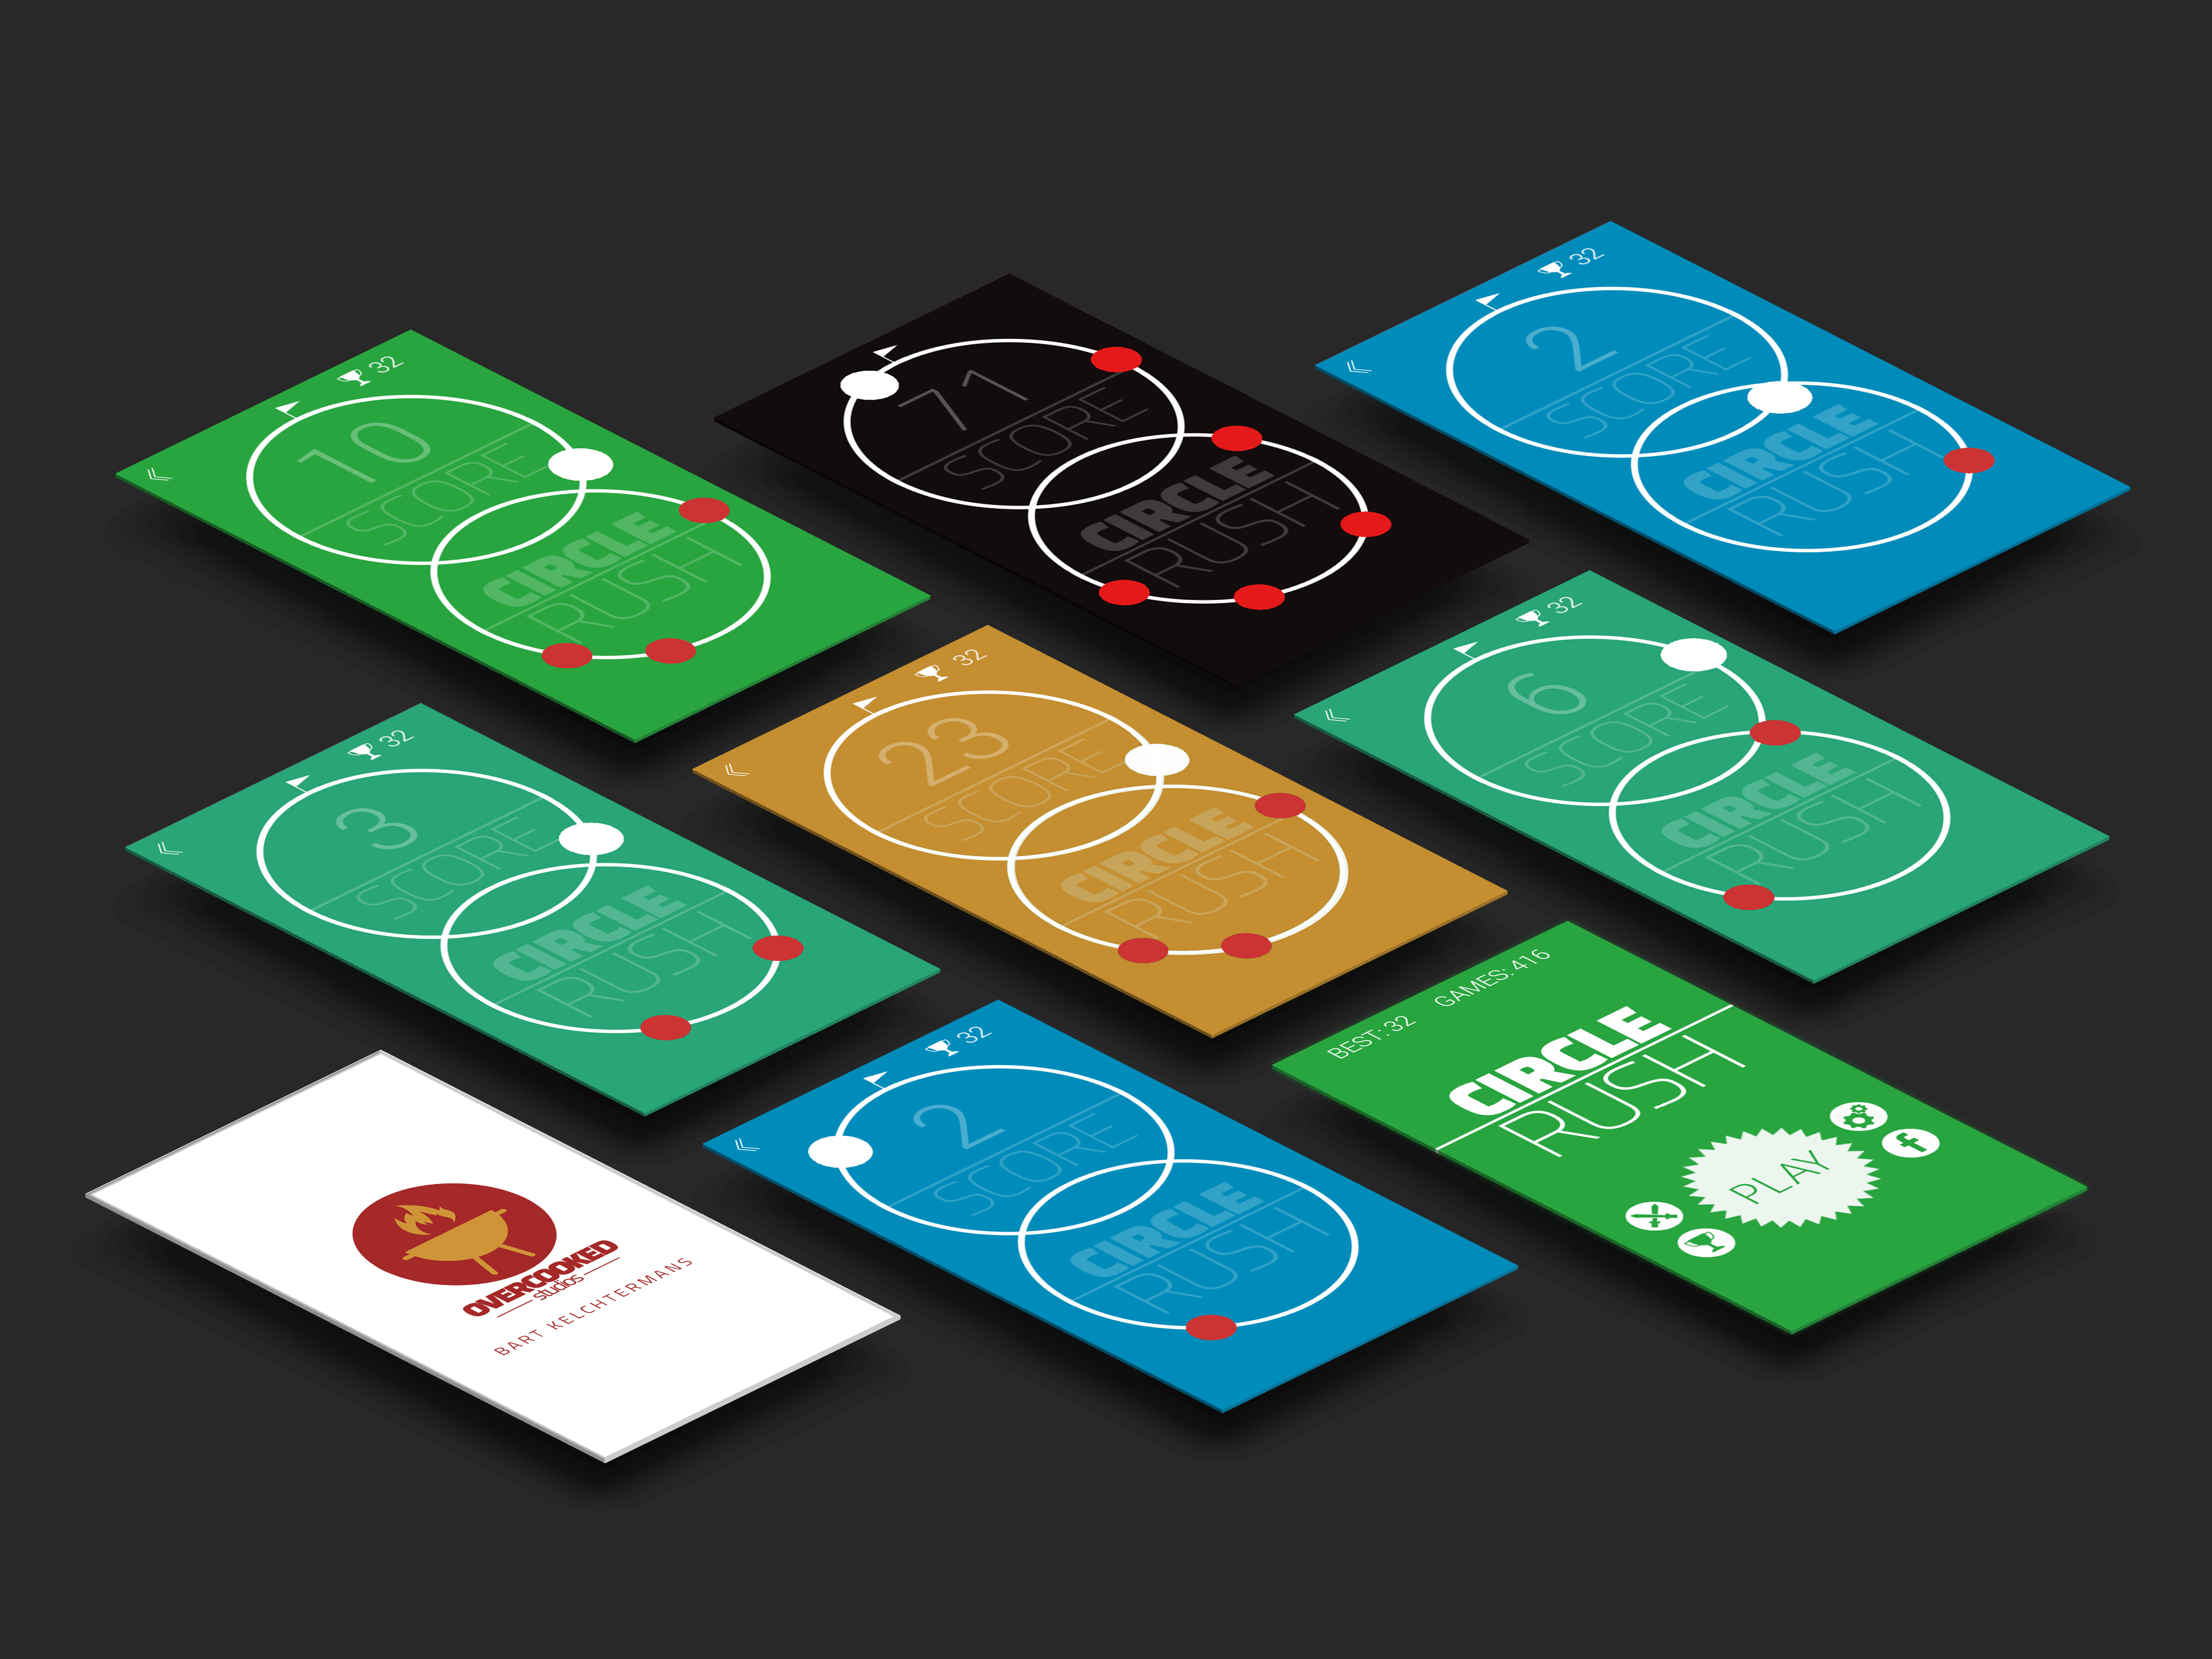 32
2
SCORE
CIRCLE
RUSH
71
SCORE
CIRCLE
RUSH
32
10
SCORE
CIRCLE
RUSH
32
6
SCORE
CIRCLE
RUSH
32
23
SCORE
CIRCLE
RUSH
32
3
SCORE
CIRCLE
RUSH
BEST:32 GAMES:416
CIRCLE
RUSH
PLAY
32
2
SCORE
CIRCLE
RUSH
OVERCOOKED
studios
BART KELCHTERMANS